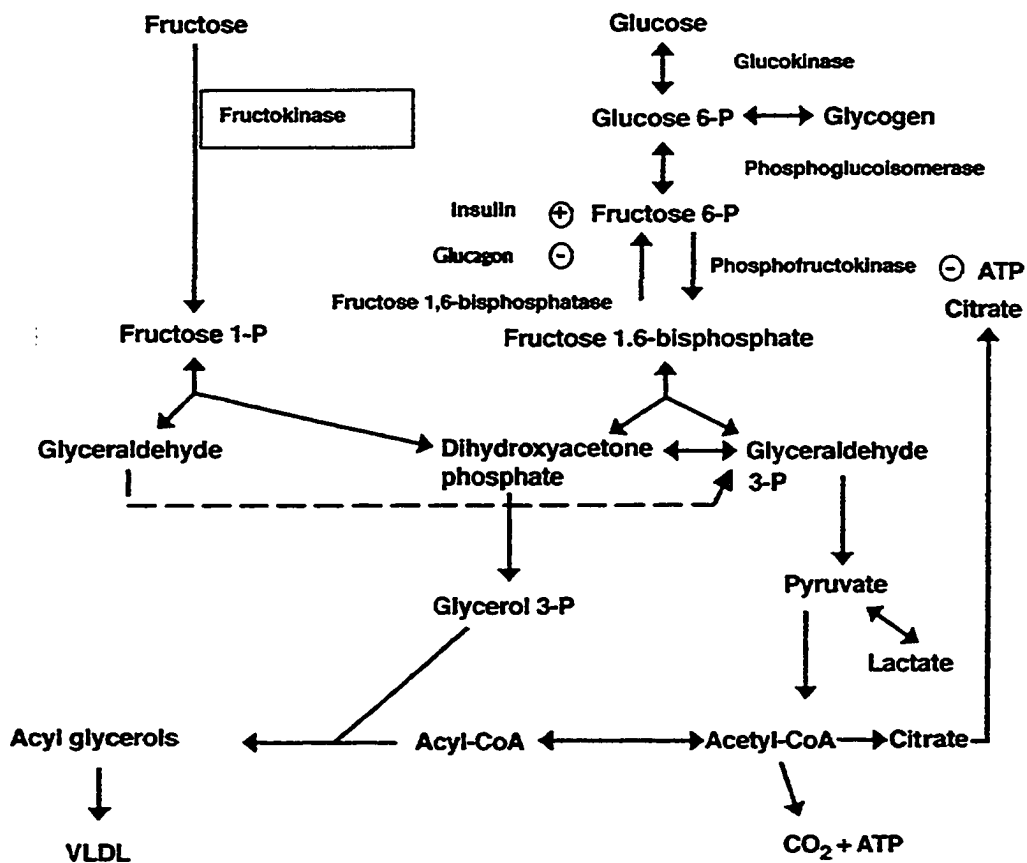 Fructose
Glucose
Glucokinase
Fructokinase
Glucose 6-P
Glycogen
Phosphoglucoisomerase
Insulin
+
Fructose 6-P
Glucagon
-
Phosphofructokinase
-
ATP
Citrate
Fructose 1,6-bisphosphatase
Fructose 1-P
Fructose 1.6-bisphosphate
Glyceraldehyde
Dihydroxyacetone
phosphate
Glyceraldehyde
3-P
Pyruvate
Glycerol 3-P
Lactate
Acyl glycerols
Acyl-CoA
Acetyl-CoA
Citrate
VLDL
CO₂ + ATP